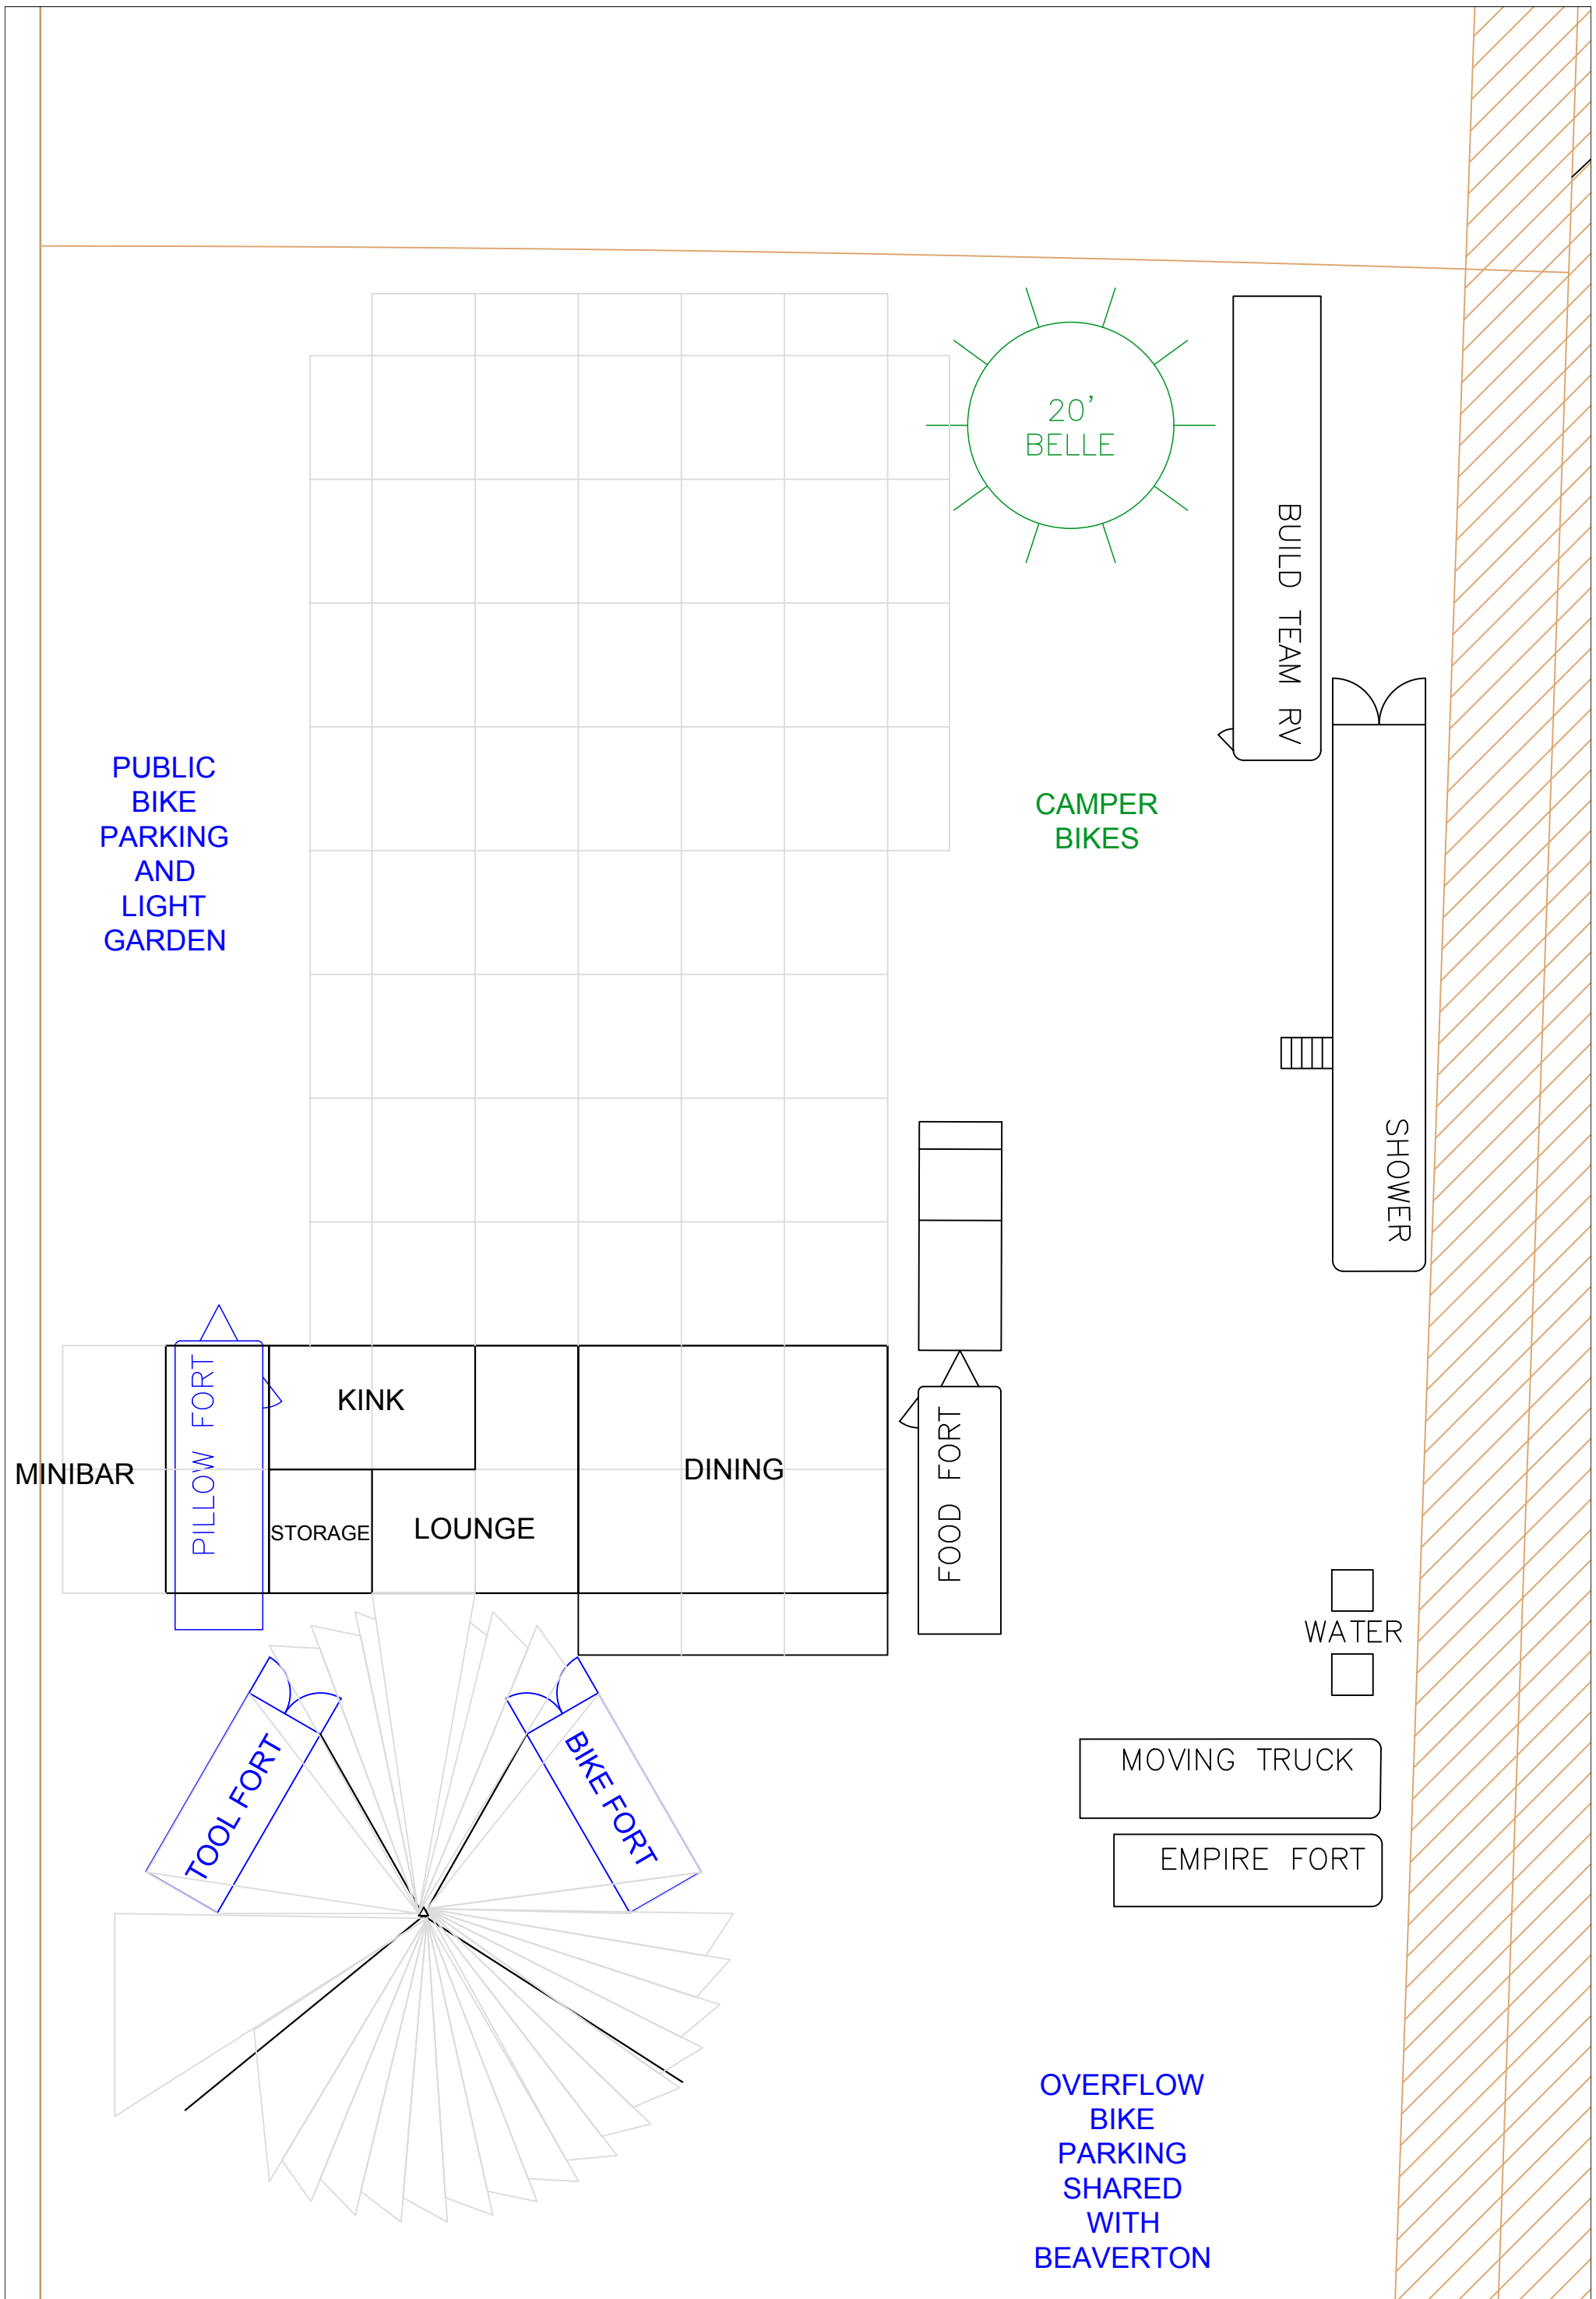 20'
BELLE
BUILD TEAM RV
PUBLIC
BIKE
PARKING
AND
LIGHT
GARDEN
CAMPER
BIKES
SHOWER
KINK
PILLOW FORT
MINIBAR
DINING
STORAGE
LOUNGE
FOOD FORT
WATER
TOOL FORT
BIKE FORT
MOVING TRUCK
EMPIRE FORT
OVERFLOW
BIKE
PARKING
SHARED
WITH
BEAVERTON